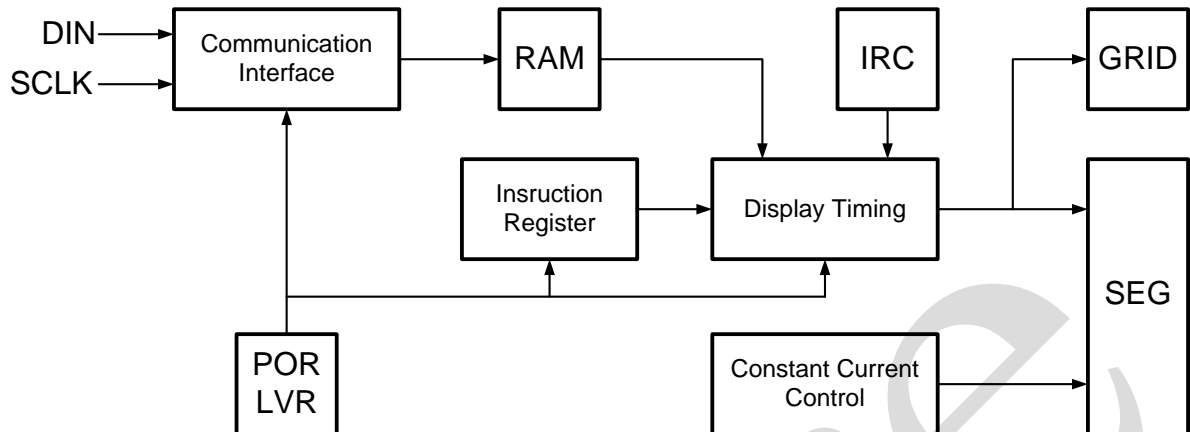 DIN
SCLK
Communication
Interface
RAM
IRC
GRID
Insruction
Register
Display Timing
SEG
POR
LVR
Constant Current
Control